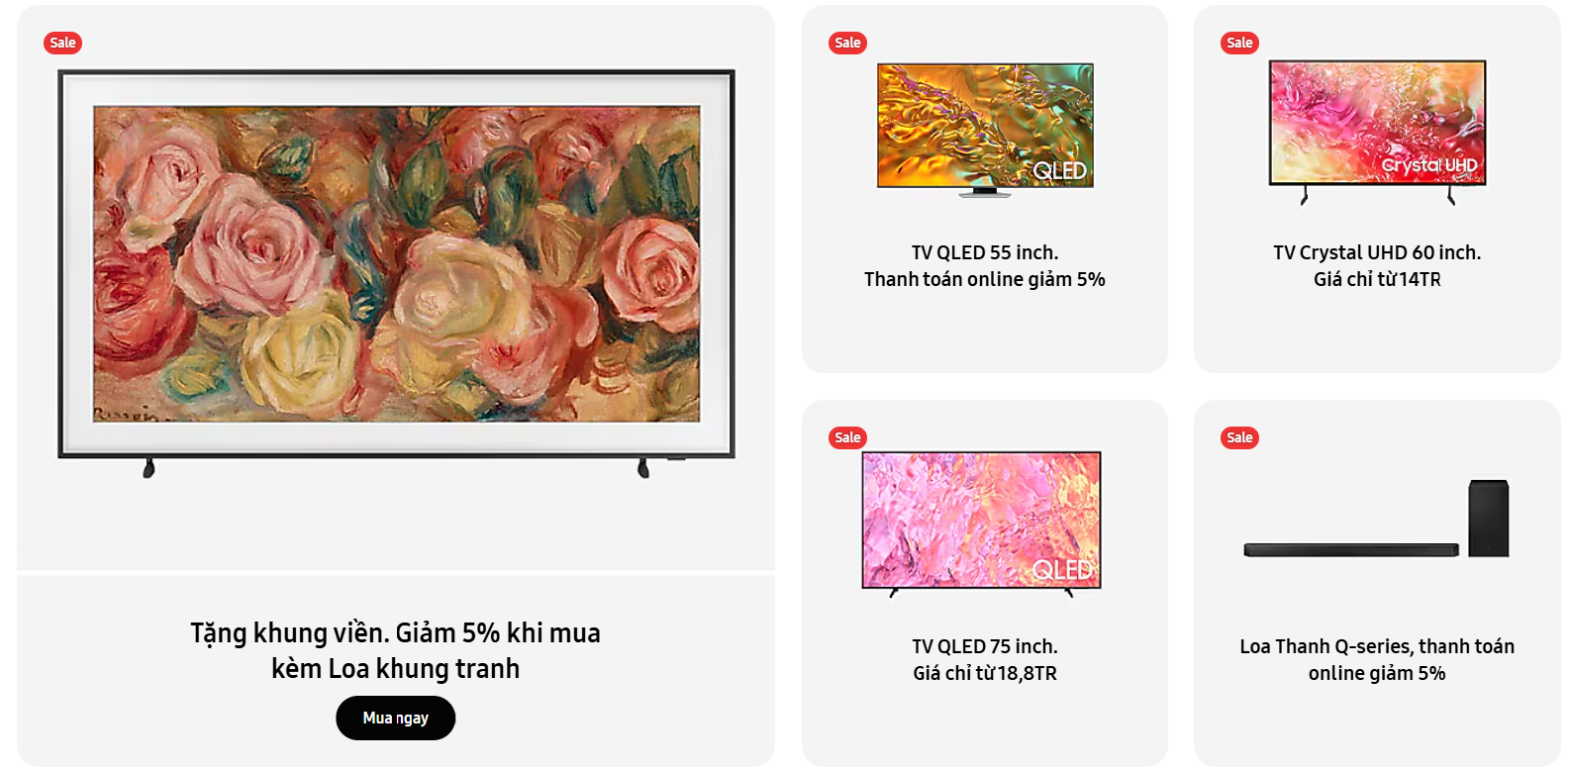 Sale
Tặng khung viền. Giảm 5% khi mua
kèm Loa khung tranh
Mua ngay
Sale
QLED
TV QLED 55 inch.
Thanh toán online giảm 5%
Sale
Crystal UHD
TV Crystal UHD 60 inch.
Giá chỉ từ 14TR
Sale
QLED
TV QLED 75 inch.
Giá chỉ từ 18,8TR
Sale
Loa Thanh Q-series, thanh toán
online giảm 5%